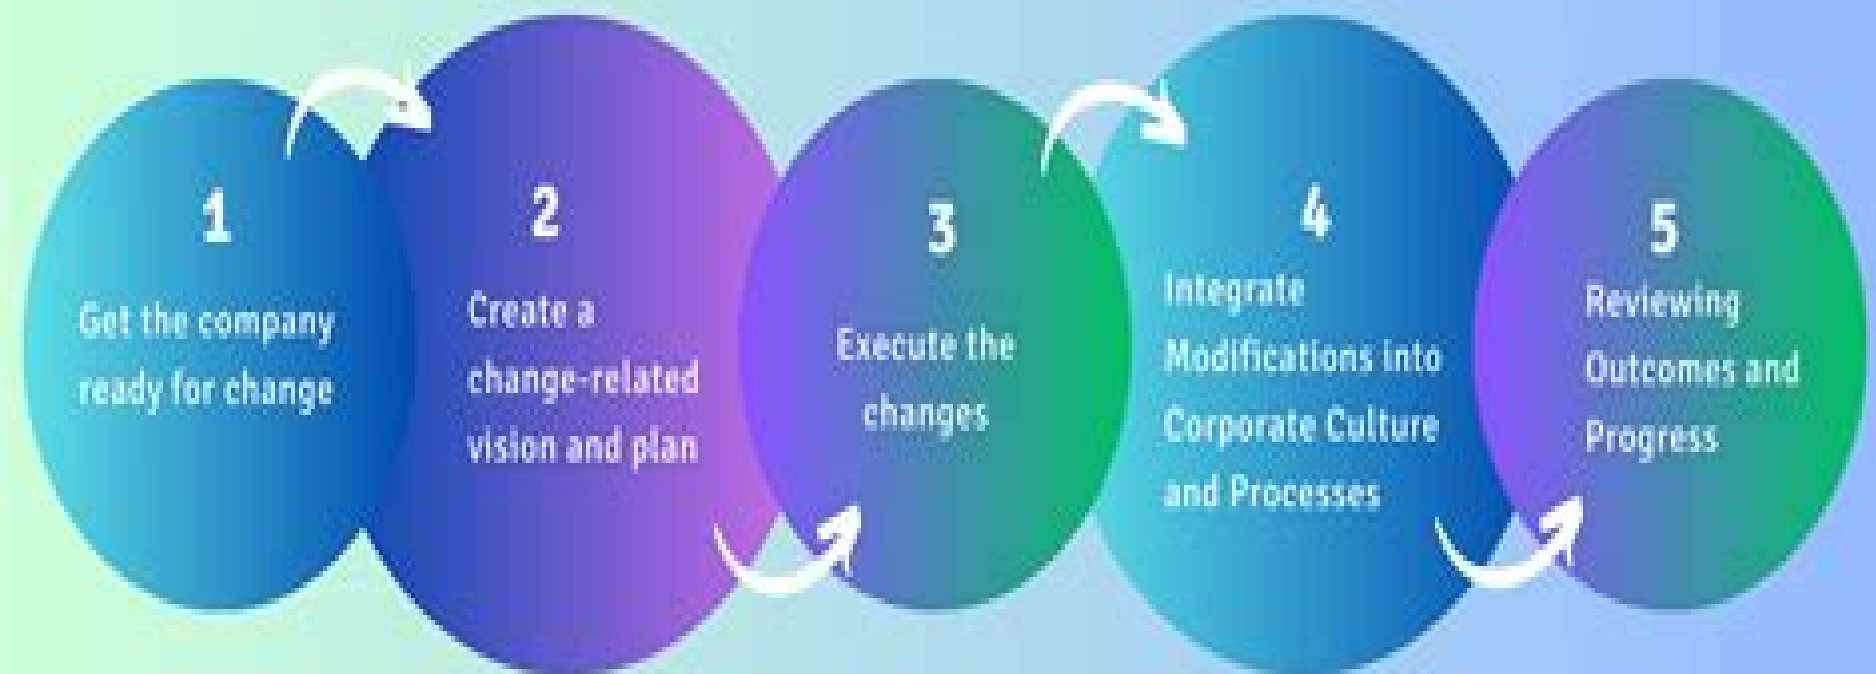 1
Get the company
ready for change
2
Create a
change-related
vision and plan
3
Execute the
changes
4
Integrate
Modifications into
Corporate Culture
and Processes
5
Reviewing
Outcomes and
Progress